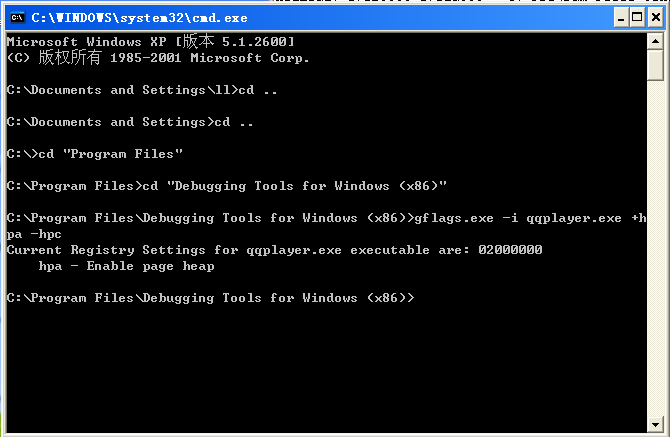 C:\WINDOWS\system32\cmd.exe
Microsoft Windows XP [版本 5.1.2600]
(C) 版权所有 1985-2001 Microsoft Corp.
C:\Documents and Settings\ll>cd ..
C:\Documents and Settings>cd ..
C:\>cd "Program Files"
C:\Program Files>cd "Debugging Tools for Windows (x86)"
C:\Program Files\Debugging Tools for Windows (x86)>gflags.exe -i qqplayer.exe +h
pa -hpc
Current Registry Settings for qqplayer.exe executable are: 02000000
hpa - Enable page heap
C:\Program Files\Debugging Tools for Windows (x86)>